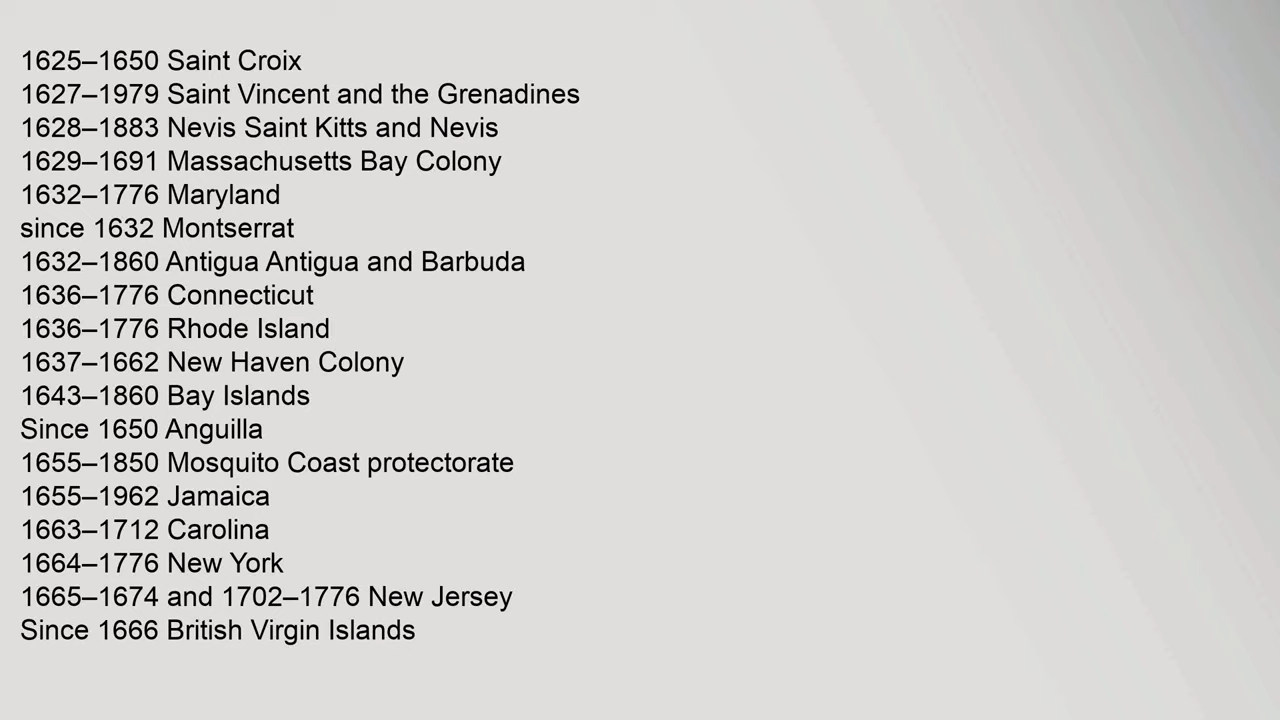 1625–1650 Saint Croix
1627–1979 Saint Vincent and the Grenadines
1628–1883 Nevis Saint Kitts and Nevis
1629–1691 Massachusetts Bay Colony
1632–1776 Maryland
since 1632 Montserrat
1632–1860 Antigua Antigua and Barbuda
1636–1776 Connecticut
1636–1776 Rhode Island
1637–1662 New Haven Colony
1643–1860 Bay Islands
Since 1650 Anguilla
1655–1850 Mosquito Coast protectorate
1655–1962 Jamaica
1663–1712 Carolina
1664–1776 New York
1665–1674 and 1702–1776 New Jersey
Since 1666 British Virgin Islands